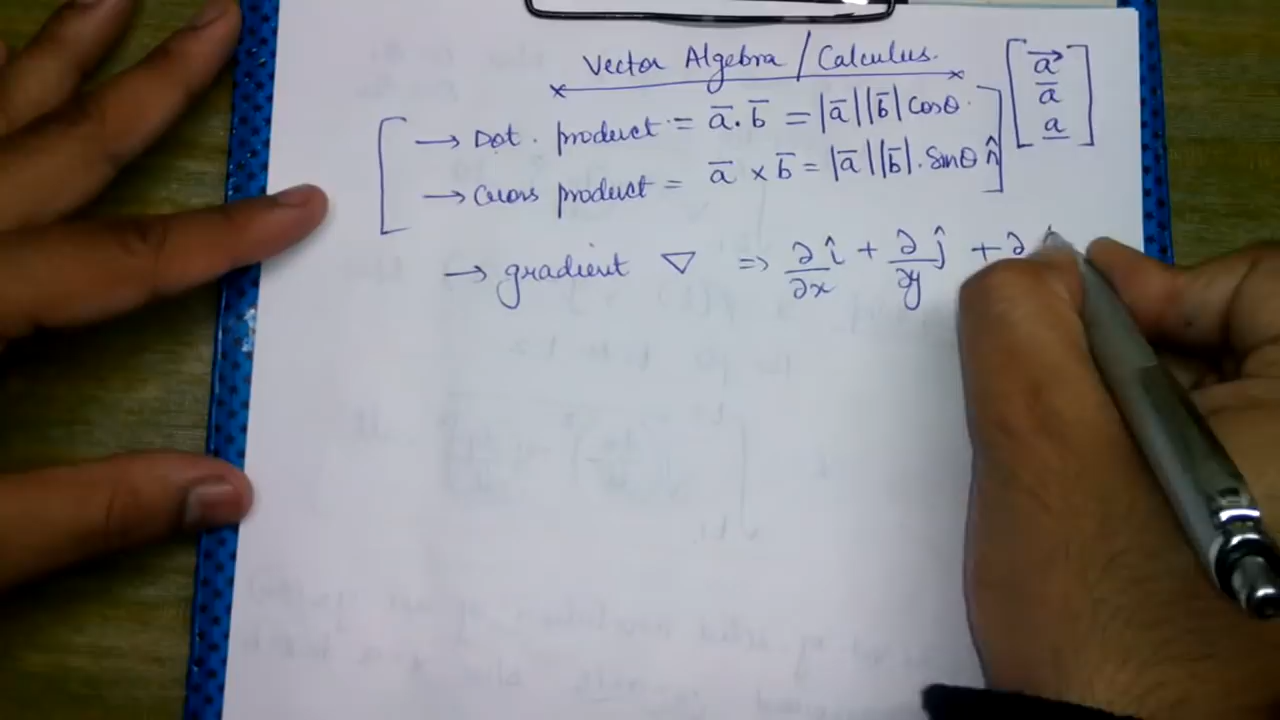 Vector Algebra / Calculus.
→ Dot. product = a̅ . b̅ = |a̅| |b̅| cosθ
→ Cross product = a̅ × b̅ = |a̅| |b̅| . Sinθ n̂
[a⃗
a̅
a̲]
→ gradient ▽ ⇒ ∂/∂x î + ∂/∂y ĵ + ∂